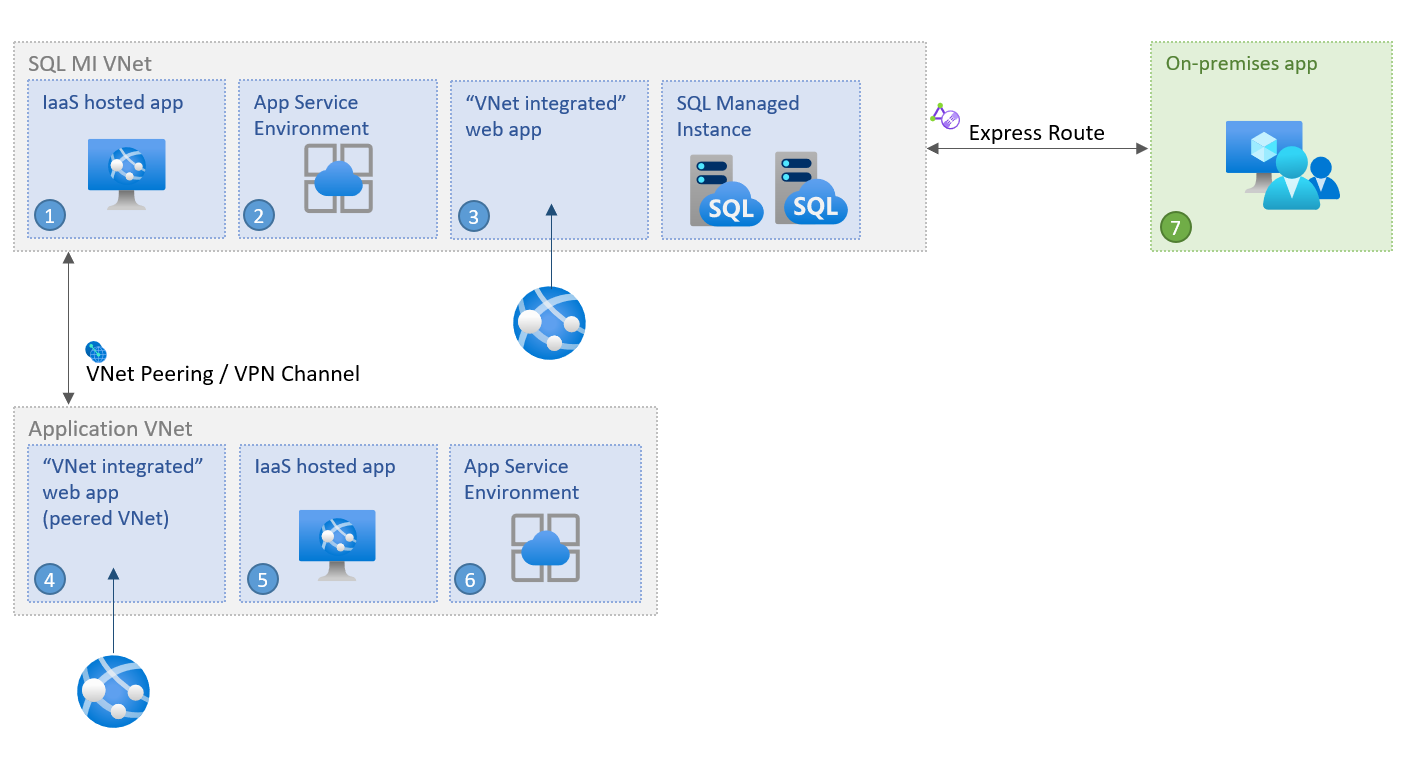 SQL MI VNet
IaaS hosted app
1
App Service
Environment
2
“VNet integrated”
web app
3
SQL Managed
Instance
SQL
SQL
Express Route
On-premises app
7
VNet Peering / VPN Channel
Application VNet
“VNet integrated”
web app
(peered VNet)
4
IaaS hosted app
5
App Service
Environment
6